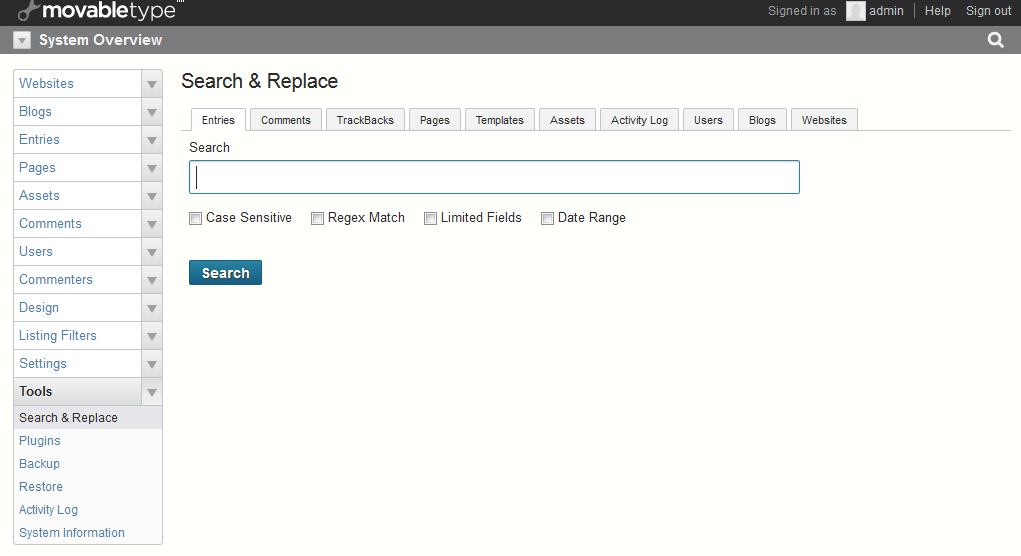 movabletype™
Signed in as admin Help Sign out
System Overview
Websites
Blogs
Entries
Pages
Assets
Comments
Users
Commenters
Design
Listing Filters
Settings
Tools
Search & Replace
Plugins
Backup
Restore
Activity Log
System Information
Search & Replace
Entries Comments TrackBacks Pages Templates Assets Activity Log Users Blogs Websites
Search
Case Sensitive Regex Match Limited Fields Date Range
Search